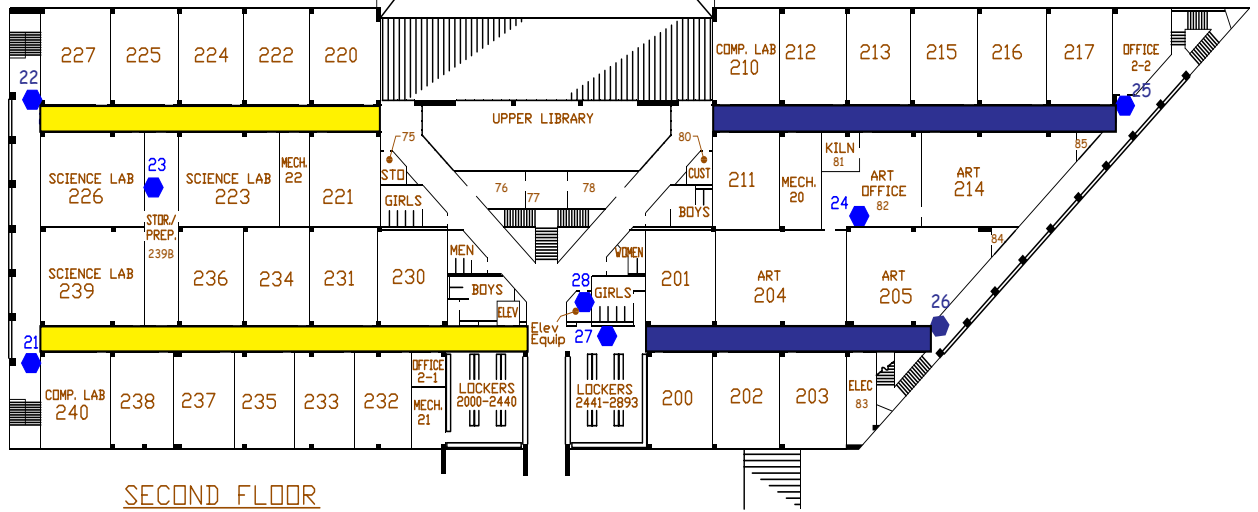 227
225
224
222
220
COMP. LAB
210
212
213
215
216
217
OFFICE
2-2
22
25
UPPER LIBRARY
75
80
85
SCIENCE LAB
226
23
SCIENCE LAB
223
MECH.
22
221
STO
GIRLS
76
77
78
CUST
BOYS
211
MECH.
20
KILN
81
ART
OFFICE
82
ART
214
24
STOR./
PREP.
239B
SCIENCE LAB
239
236
234
231
230
MEN
BOYS
ELEV
WOMEN
28
GIRLS
201
ART
204
ART
205
84
26
Elev
Equip
27
21
COMP. LAB
240
238
237
235
233
232
OFFICE
2-1
MECH.
21
LOCKERS
2000-2440
LOCKERS
2441-2893
200
202
203
ELEC
83
SECOND FLOOR